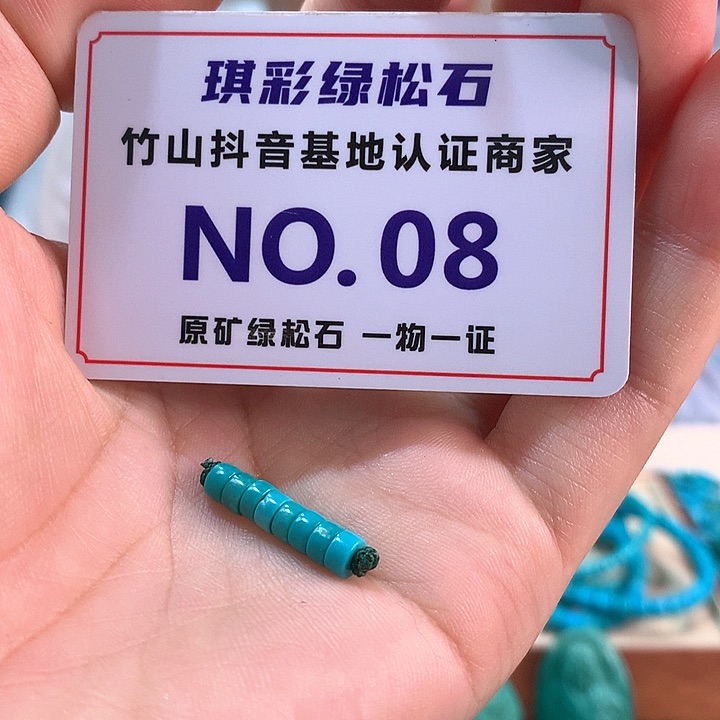 琪彩绿松石
竹山抖音基地认证商家
NO. 08
原矿绿松石 一物一证